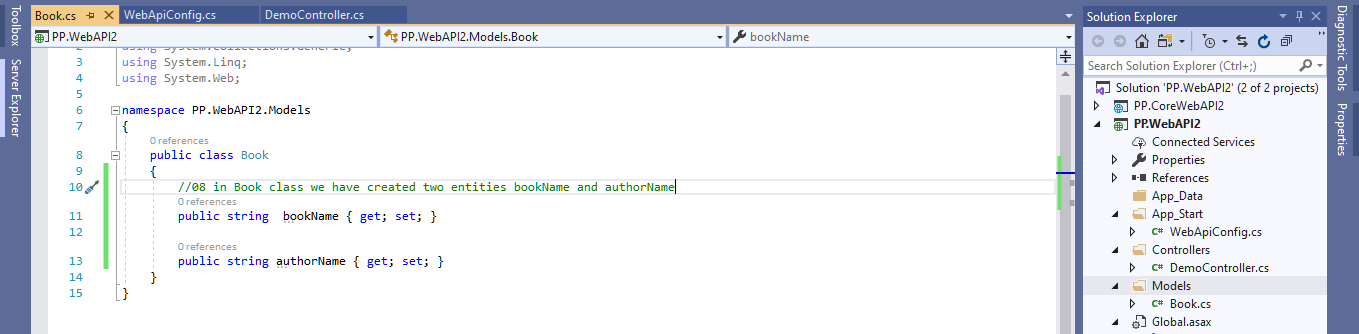 Book.cs
WebApiConfig.cs
DemoController.cs
Solution Explorer
PP.WebAPI2
PP.WebAPI2.Models.Book
bookName
2 using System.Collections.Generic;
3 using System.Linq;
4 using System.Web;
5
6 namespace PP.WebAPI2.Models
7 {
0 references
8 public class Book
9 {
10 //08 in Book class we have created two entities bookName and authorName
0 references
11 public string  bookName { get; set; }
12
0 references
13 public string authorName { get; set; }
14 }
15 }
Toolbox
Server Explorer
Search Solution Explorer (Ctrl+;)
Solution 'PP.WebAPI2' (2 of 2 projects)
PP.CoreWebAPI2
PP.WebAPI2
Connected Services
Properties
References
App_Data
App_Start
C# WebApiConfig.cs
Controllers
C# DemoController.cs
Models
C# Book.cs
Global.asax
Diagnostic Tools
Properties